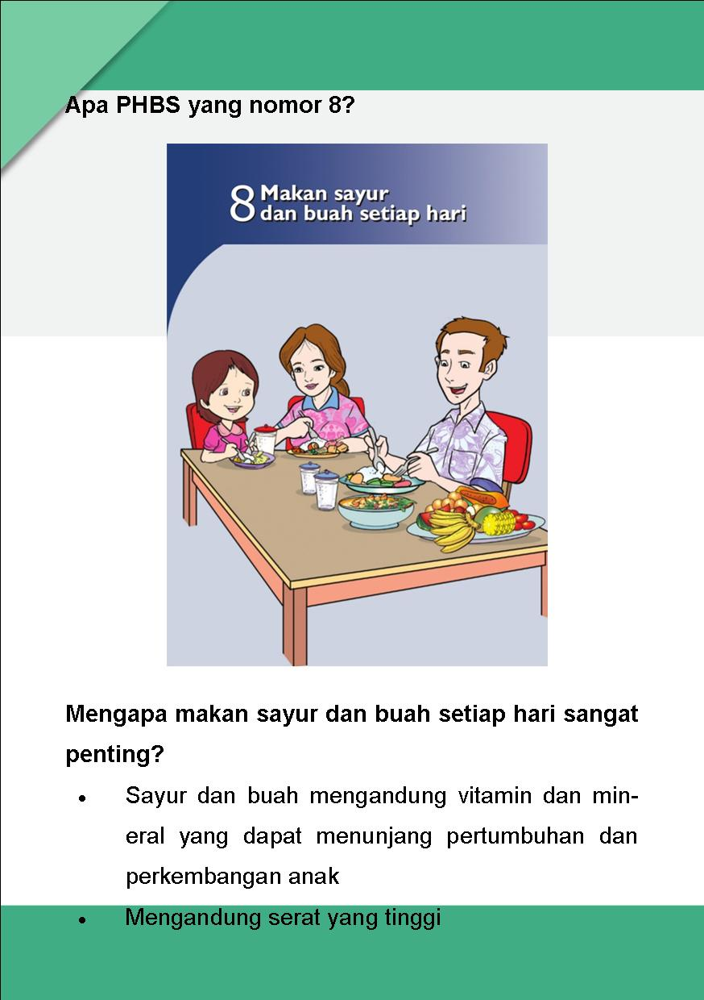 Apa PHBS yang nomor 8?
8 Makan sayur
dan buah setiap hari
Mengapa makan sayur dan buah setiap hari sangat
penting?
• Sayur dan buah mengandung vitamin dan min-
eral yang dapat menunjang pertumbuhan dan
perkembangan anak
• Mengandung serat yang tinggi